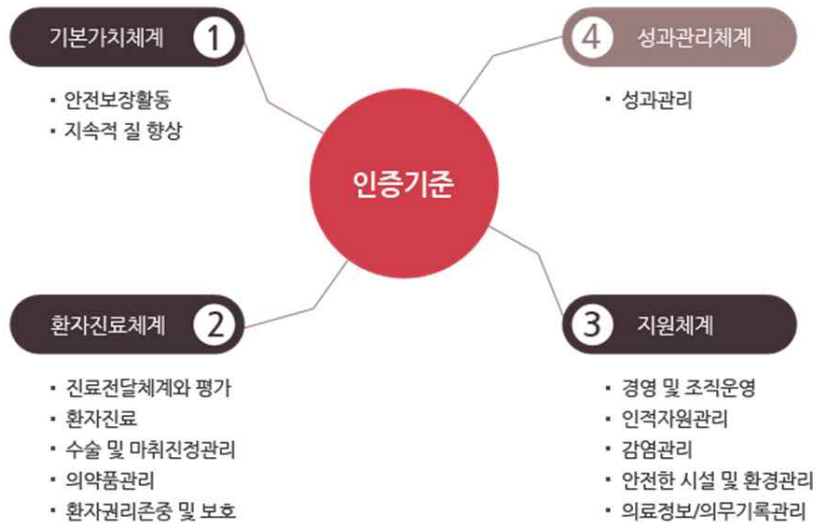 기본가치체계 1
· 안전보장활동
· 지속적 질 향상
4 성과관리체계
· 성과관리
인증기준
환자진료체계 2
· 진료전달체계와 평가
· 환자진료
· 수술 및 마취진정관리
· 의약품관리
· 환자권리존중 및 보호
3 지원체계
· 경영 및 조직운영
· 인적자원관리
· 감염관리
· 안전한 시설 및 환경관리
· 의료정보/의무기록관리